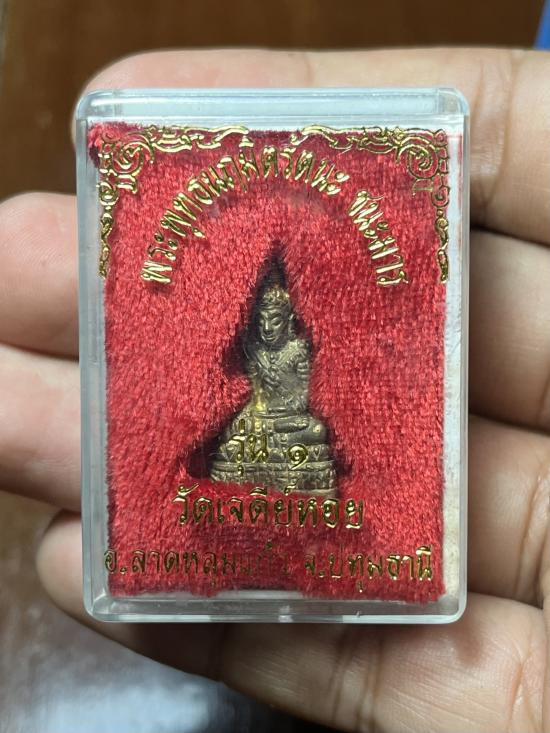 พระพุทธนฤมิตรัตนะ ชนะมาร
รุ่น ๑
วัดเจดีย์หอย
อ.ลาดหลุมแก้ว จ.ปทุมธานี